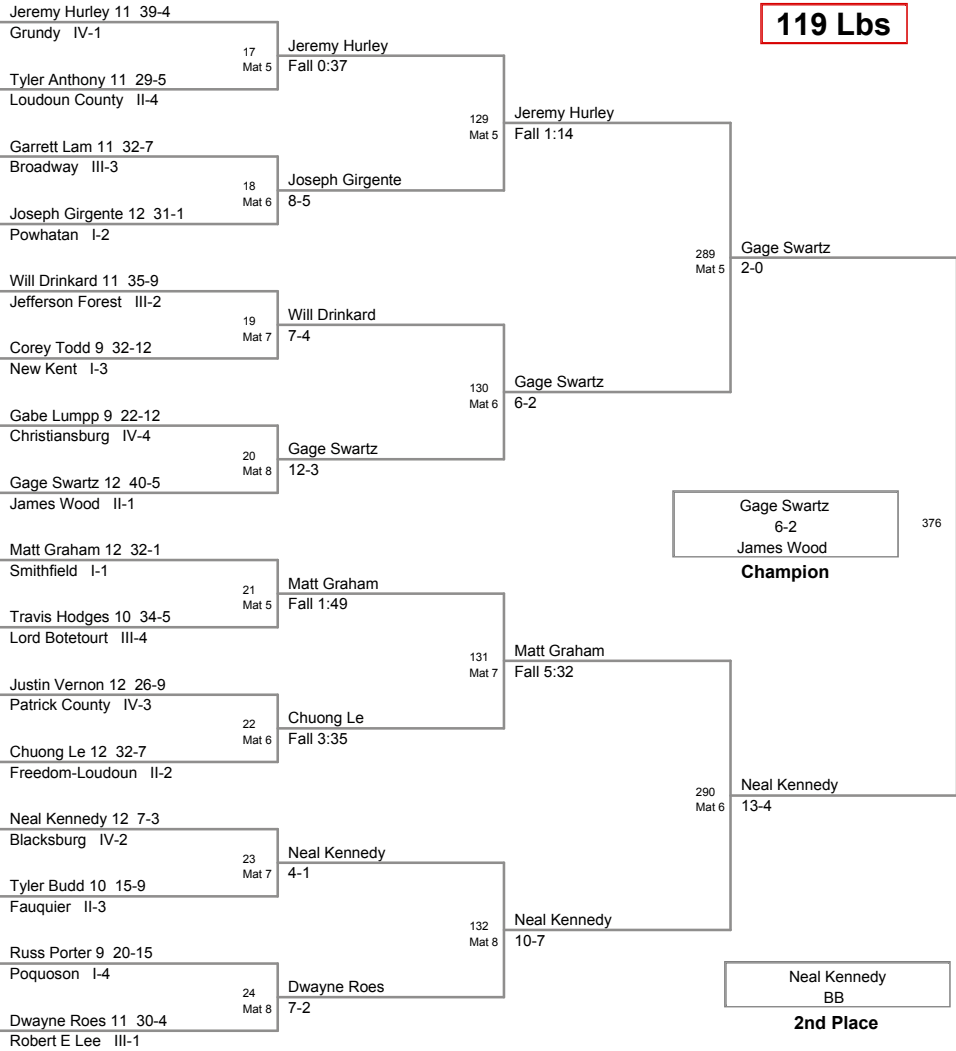 119 Lbs
Jeremy Hurley 11 39-4
Grundy IV-1
17
Mat 5
Jeremy Hurley
Fall 0:37
Tyler Anthony 11 29-5
Loudoun County II-4
129
Mat 5
Jeremy Hurley
Fall 1:14
Garrett Lam 11 32-7
Broadway III-3
18
Mat 6
Joseph Girgente
8-5
Joseph Girgente 12 31-1
Powhatan I-2
289
Mat 5
Gage Swartz
2-0
Will Drinkard 11 35-9
Jefferson Forest III-2
19
Mat 7
Will Drinkard
7-4
Corey Todd 9 32-12
New Kent I-3
130
Mat 6
Gage Swartz
6-2
Gabe Lumpp 9 22-12
Christiansburg IV-4
20
Mat 8
Gage Swartz
12-3
Gage Swartz 12 40-5
James Wood II-1
Gage Swartz
6-2
James Wood
Champion
376
Matt Graham 12 32-1
Smithfield I-1
21
Mat 5
Matt Graham
Fall 1:49
Travis Hodges 10 34-5
Lord Botetourt III-4
131
Mat 7
Matt Graham
Fall 5:32
Justin Vernon 12 26-9
Patrick County IV-3
22
Mat 6
Chuong Le
Fall 3:35
Chuong Le 12 32-7
Freedom-Loudoun II-2
290
Mat 6
Neal Kennedy
13-4
Neal Kennedy 12 7-3
Blacksburg IV-2
23
Mat 7
Neal Kennedy
4-1
Tyler Budd 10 15-9
Fauquier II-3
132
Mat 8
Neal Kennedy
10-7
Russ Porter 9 20-15
Poquoson I-4
24
Mat 8
Dwayne Roes
7-2
Dwayne Roes 11 30-4
Robert E Lee III-1
Neal Kennedy
BB
2nd Place